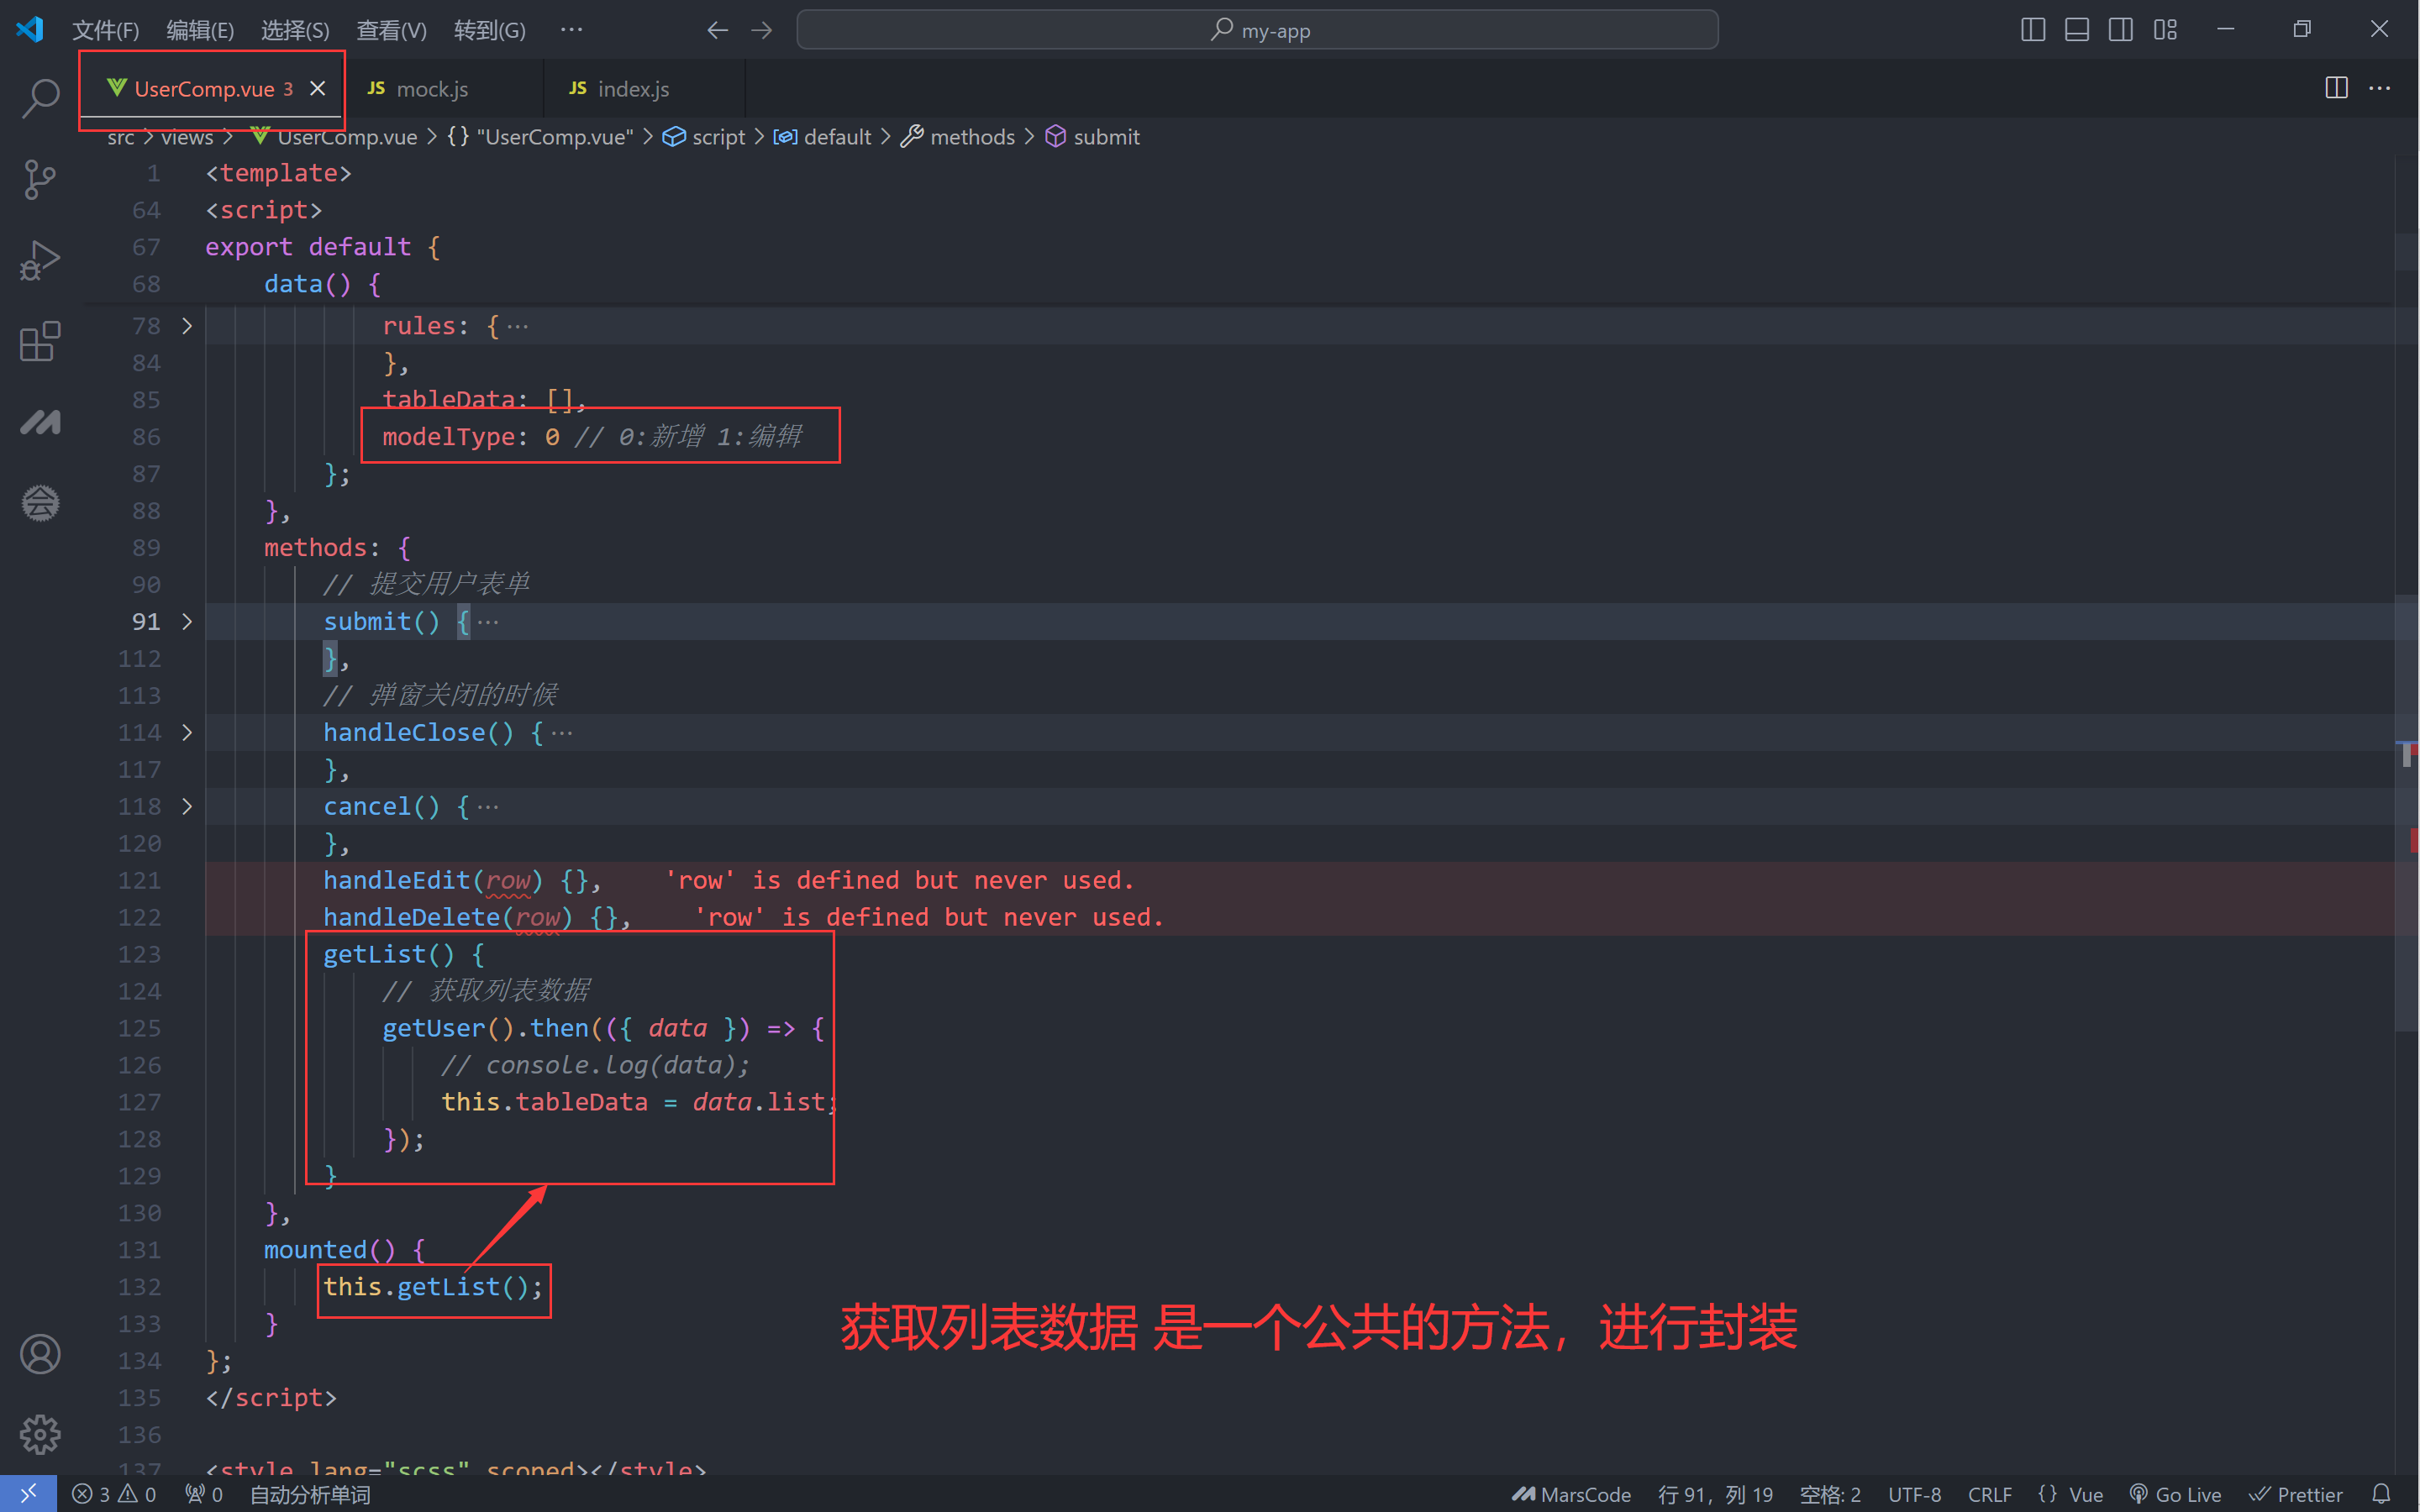 文件(F) 编辑(E) 选择(S) 查看(V) 转到(G) ··· my-app
UserComp.vue 3 JS mock.js JS index.js
src > views > UserComp.vue > {} "UserComp.vue" > script > default > methods > submit
1 <template>
64 <script>
67 export default {
68 data() {
78 rules: { ···
84 },
85 tableData: [],
86 modelType: 0 // 0:新增 1:编辑
87 };
88 },
89 methods: {
90 // 提交用户表单
91 submit() { ···
112 },
113 // 弹窗关闭的时候
114 handleClose() { ···
117 },
118 cancel() { ···
120 },
121 handleEdit(row) {}, 'row' is defined but never used.
122 handleDelete(row) {}, 'row' is defined but never used.
123 getList() {
124 // 获取列表数据
125 getUser().then(({ data }) => {
126 // console.log(data);
127 this.tableData = data.list;
128 });
129 }
130 },
131 mounted() {
132 this.getList();
133 }
134 };
135 </script>
136
137 <style lang="scss" scoped></style>
获取列表数据 是一个公共的方法，进行封装
会
3 0 0 自动分析单词 MarsCode 行 91，列 19 空格: 2 UTF-8 CRLF {} Vue Go Live Prettier